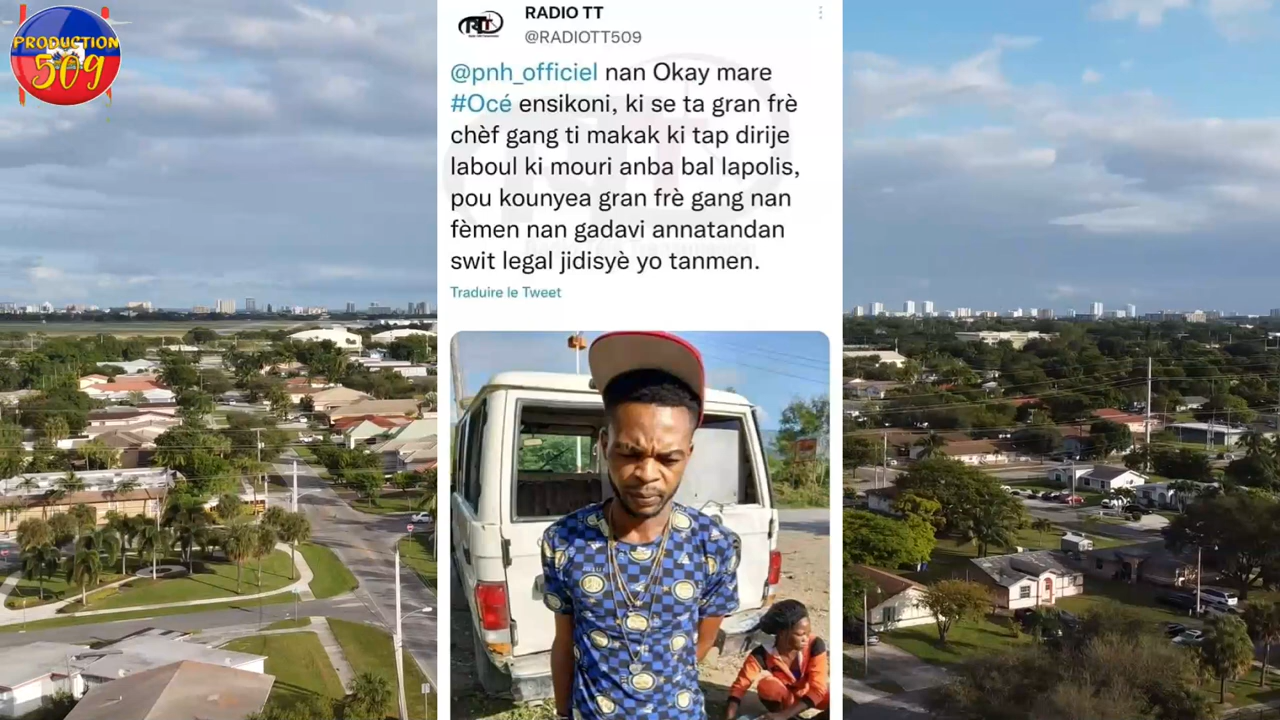 PRODUCTION
509
RADIO TT
@RADIOTT509
@pnh_officiel nan Okay mare
#Océ ensikoni, ki se ta gran frè
chèf gang ti makak ki tap dirije
laboul ki mouri anba bal lapolis,
pou kounyea gran frè gang nan
fèmen nan gadavi annatandan
swit legal jidisyè yo tanmen.
Traduire le Tweet